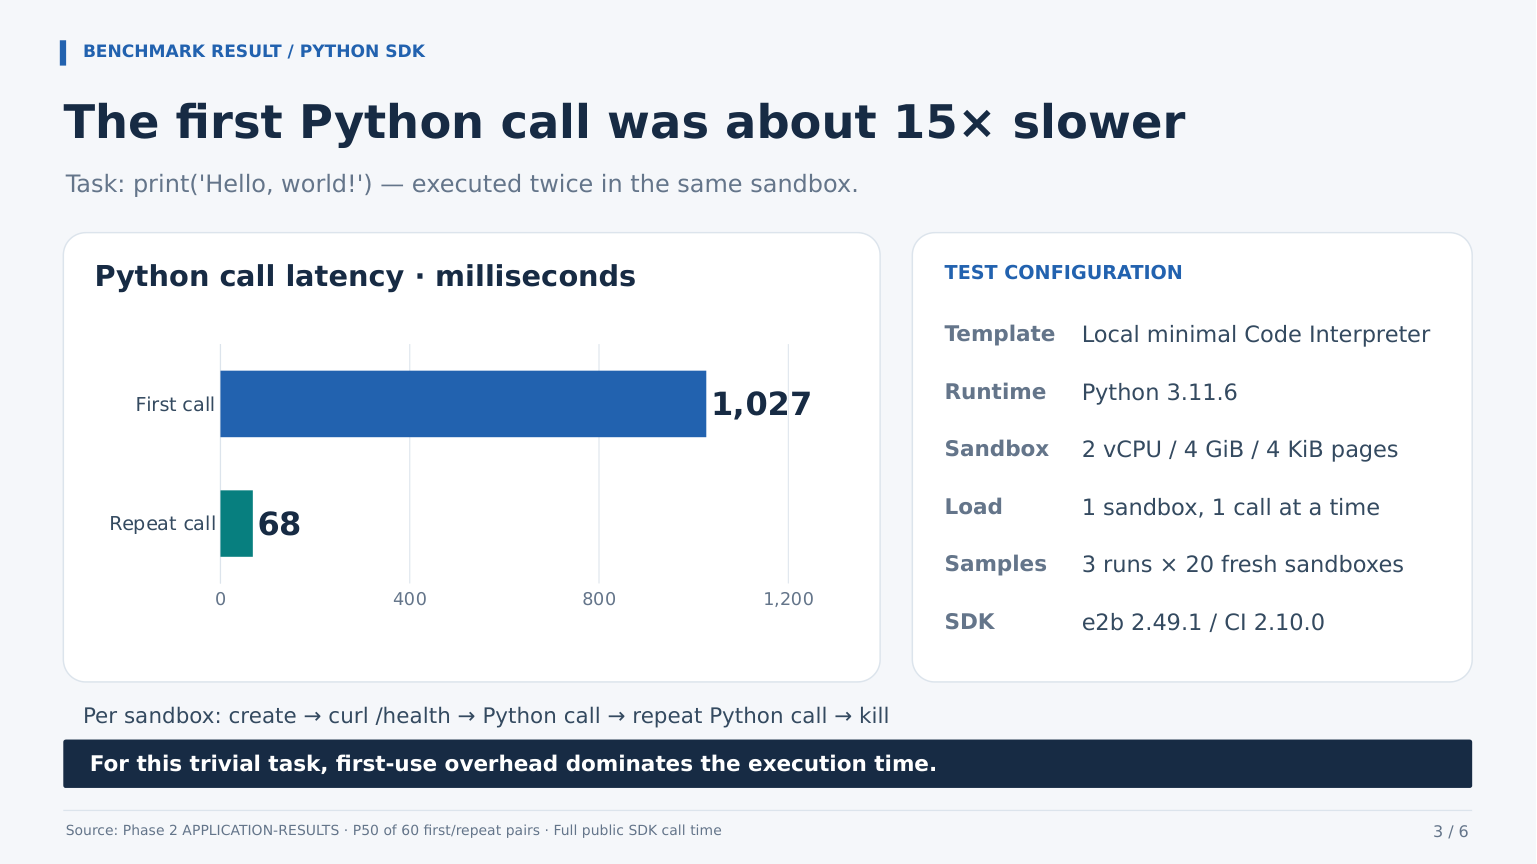 BENCHMARK RESULT / PYTHON SDK
The first Python call was about 15× slower
Task: print('Hello, world!') — executed twice in the same sandbox.
Python call latency · milliseconds
First call
1,027
Repeat call
68
0
400
800
1,200
TEST CONFIGURATION
Template Local minimal Code Interpreter
Runtime Python 3.11.6
Sandbox 2 vCPU / 4 GiB / 4 KiB pages
Load 1 sandbox, 1 call at a time
Samples 3 runs × 20 fresh sandboxes
SDK e2b 2.49.1 / CI 2.10.0
Per sandbox: create → curl /health → Python call → repeat Python call → kill
For this trivial task, first-use overhead dominates the execution time.
Source: Phase 2 APPLICATION-RESULTS · P50 of 60 first/repeat pairs · Full public SDK call time
3 / 6